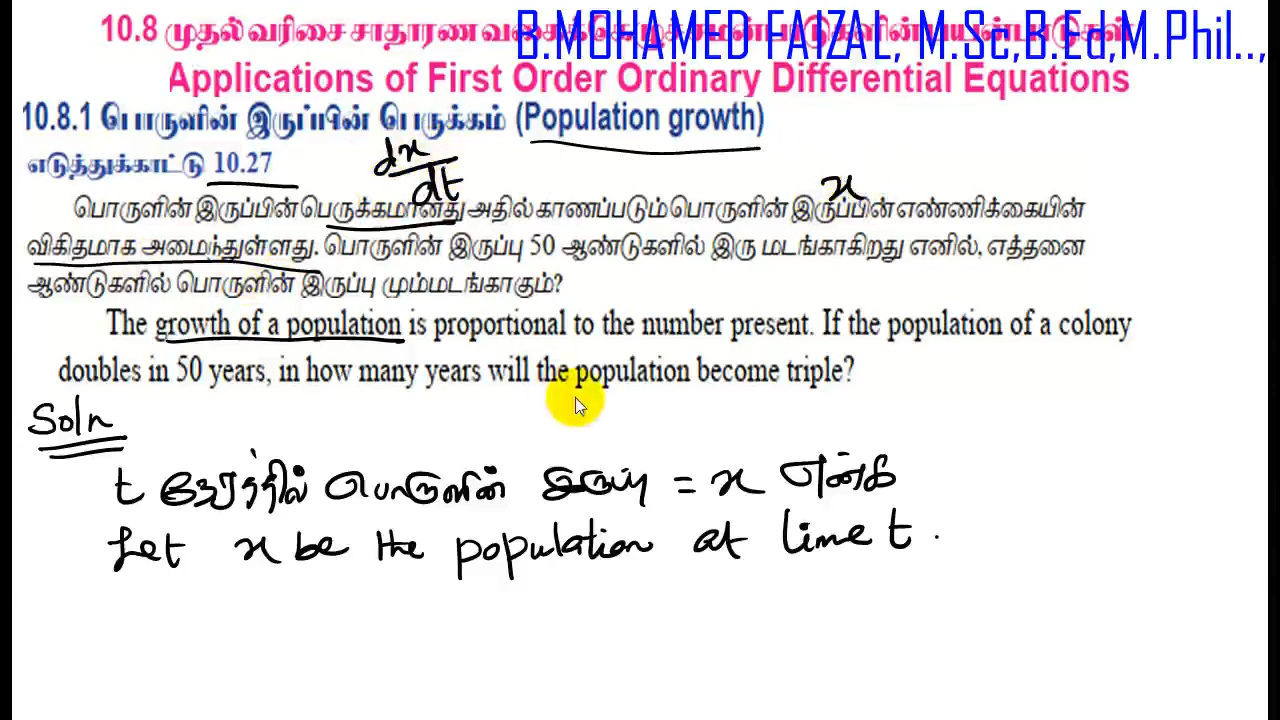 10.8 முதல் வரிசை சாதாரண வகைக்கெழுச் சமன்பாடுகளின் பயன்பாடுகள்
B.MOHAMED FAIZAL, M.Sc,B.Ed,M.Phil..,
Applications of First Order Ordinary Differential Equations
10.8.1 பொருளின் இருப்பின் பெருக்கம் (Population growth)
எடுத்துக்காட்டு 10.27
dx/dt
x
பொருளின் இருப்பின் பெருக்கமானது அதில் காணப்படும் பொருளின் இருப்பின் எண்ணிக்கையின்
விகிதமாக அமைந்துள்ளது. பொருளின் இருப்பு 50 ஆண்டுகளில் இரு மடங்காகிறது எனில், எத்தனை
ஆண்டுகளில் பொருளின் இருப்பு மும்மடங்காகும்?
The growth of a population is proportional to the number present. If the population of a colony
doubles in 50 years, in how many years will the population become triple?
Soln
t நேரத்தில் பொருளின் இருப்பு = x என்க
Let x be the population at time t .